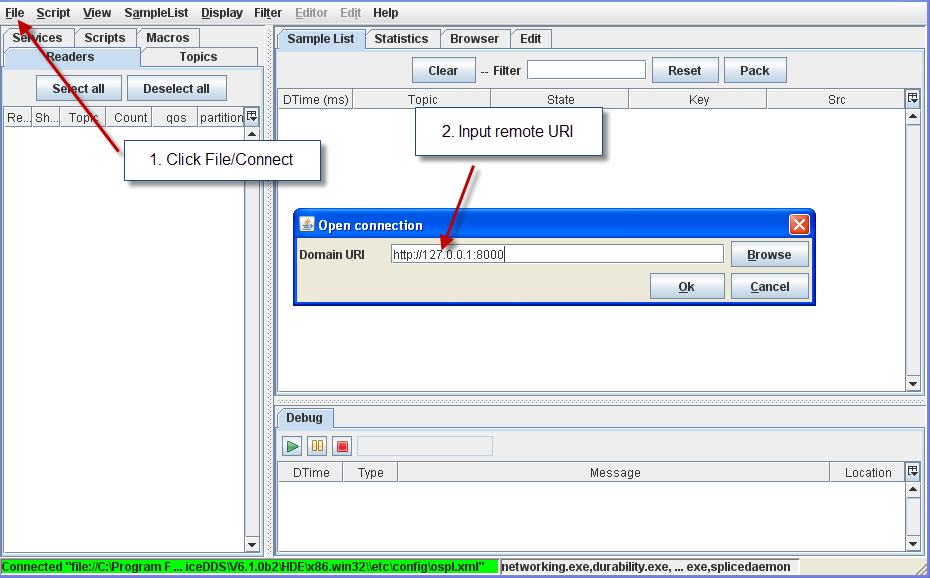 File Script View SampleList Display Filter Editor Edit Help
Services Scripts Macros
Readers Topics
Select all Deselect all
Re... Sh... Topic Count qos partition
1. Click File/Connect
Sample List Statistics Browser Edit
Clear -- Filter Reset Pack
DTime (ms) Topic State Key Src
2. Input remote URI
Open connection
Domain URI http://127.0.0.1:8000 Browse
Ok Cancel
Debug
DTime Type Message Location
Connected "file://C:\Program F ... iceDDS\V6.1.0b2\HDE\x86.win32\\etc\config\ospl.xml" networking.exe,durability.exe, ... exe,splicedaemon